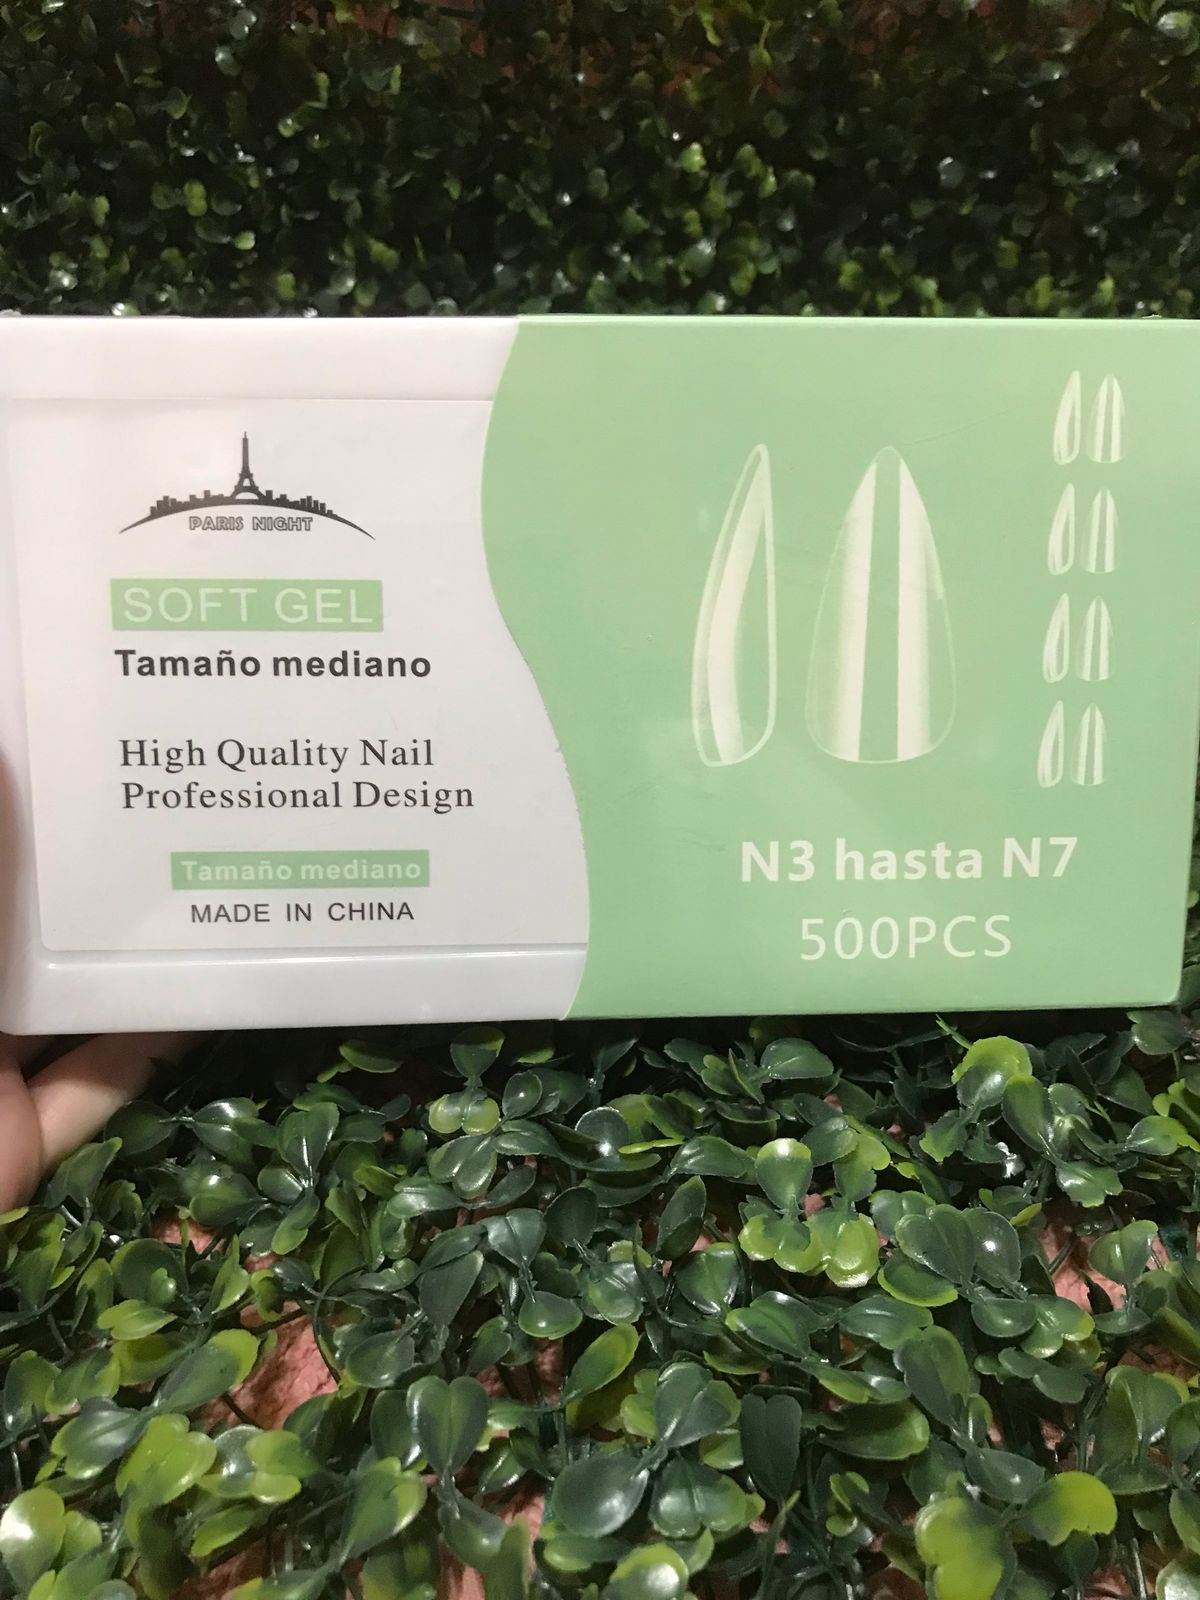 PARIS NIGHT
SOFT GEL
Tamaño mediano
High Quality Nail
Professional Design
Tamaño mediano
MADE IN CHINA
N3 hasta N7
500PCS